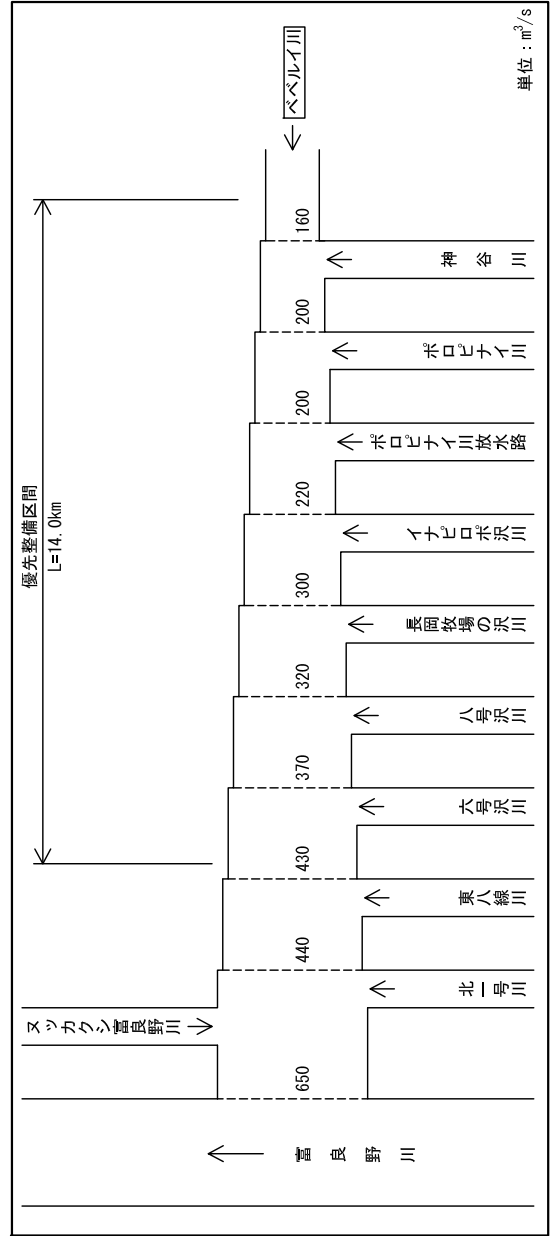 単位：m³/s
優先整備区間
L=14.0km
ベベルイ川
ヌッカクシ富良野川
650
440
430
370
320
300
220
200
200
160
富良野川
北一号川
東八線川
六号沢川
八号沢川
長岡牧場の沢川
イナピロポ沢川
ポロピナイ川放水路
ポロピナイ川
神谷川